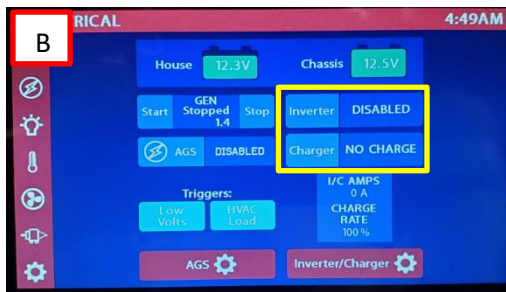 B
RICAL
4:49AM
House 12.3V
Chassis 12.5V
Start
GEN
Stopped
1.4
Stop
Inverter DISABLED
AGS DISABLED
Charger NO CHARGE
Triggers:
Low
Volts
HVAC
Load
I/C AMPS
0 A
CHARGE
RATE
100 %
AGS
Inverter/Charger